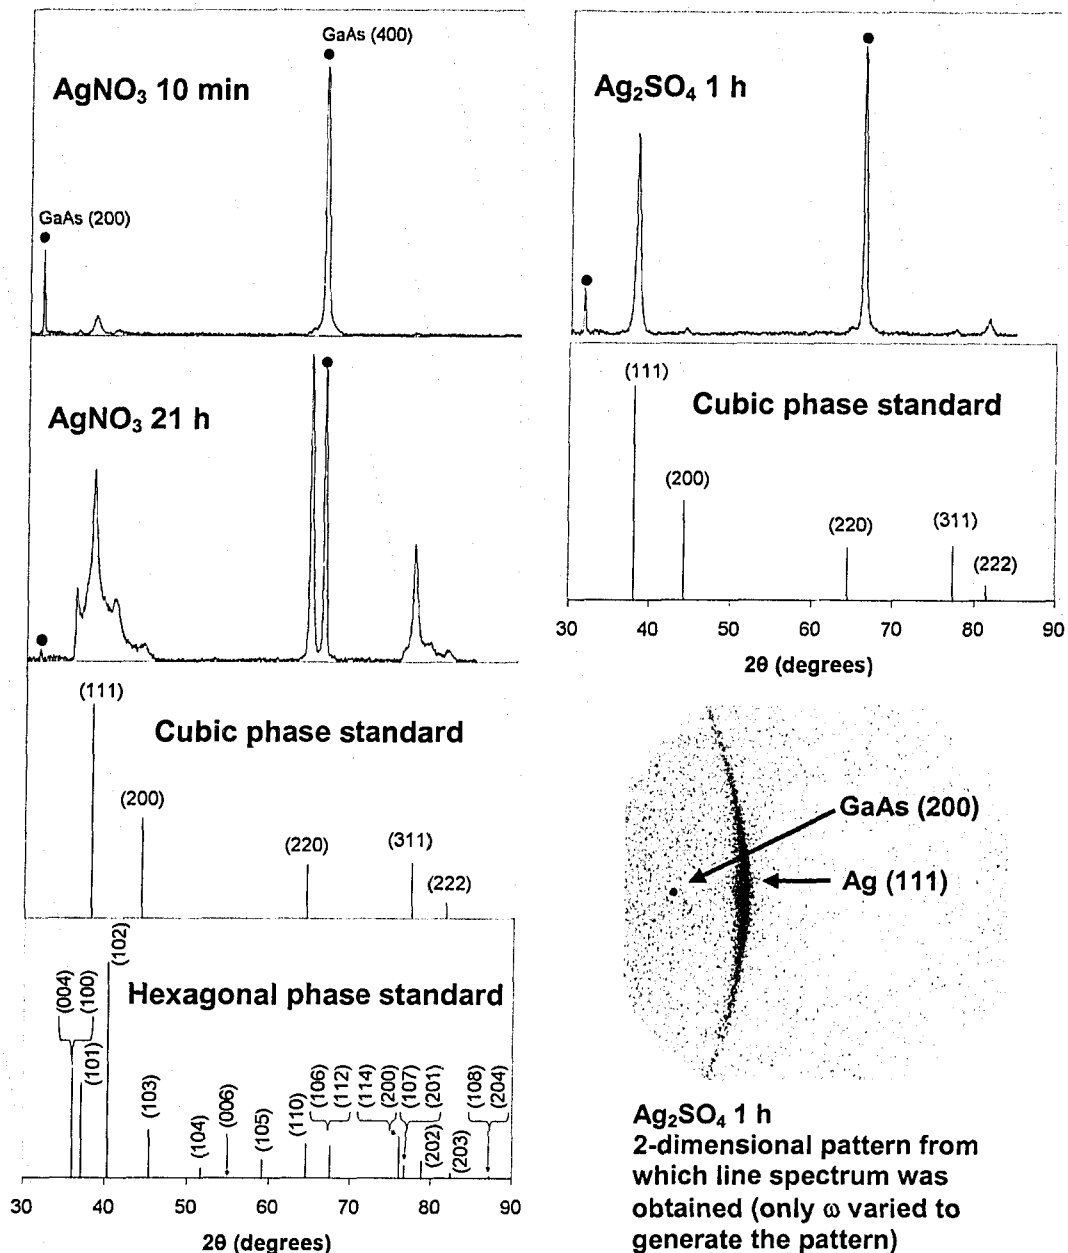 GaAs (400)
AgNO₃ 10 min
GaAs (200)
Ag₂SO₄ 1 h
AgNO₃ 21 h
(111)
Cubic phase standard
(200)
(220)
(311)
(222)
30 40 50 60 70 80 90
2θ (degrees)
(111)
Cubic phase standard
(200)
(220)
(311)
(222)
(004)
(100)
(101)
(102)
Hexagonal phase standard
(103)
(104)
(006)
(105)
(110)
(106)
(112)
(114)
(200)
(107)
(201)
(202)
(203)
(108)
(204)
30 40 50 60 70 80 90
2θ (degrees)
GaAs (200)
Ag (111)
Ag₂SO₄ 1 h
2-dimensional pattern from
which line spectrum was
obtained (only ω varied to
generate the pattern)